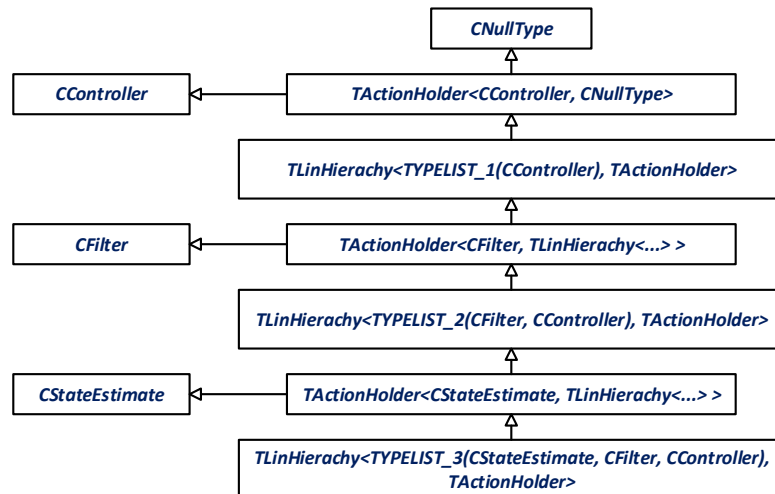 CNullType
CController
TActionHolder<CController, CNullType>
TLinHierachy<TYPELIST_1(CController), TActionHolder>
CFilter
TActionHolder<CFilter, TLinHierachy<...> >
TLinHierachy<TYPELIST_2(CFilter, CController), TActionHolder>
CStateEstimate
TActionHolder<CStateEstimate, TLinHierachy<...> >
TLinHierachy<TYPELIST_3(CStateEstimate, CFilter, CController),
TActionHolder>